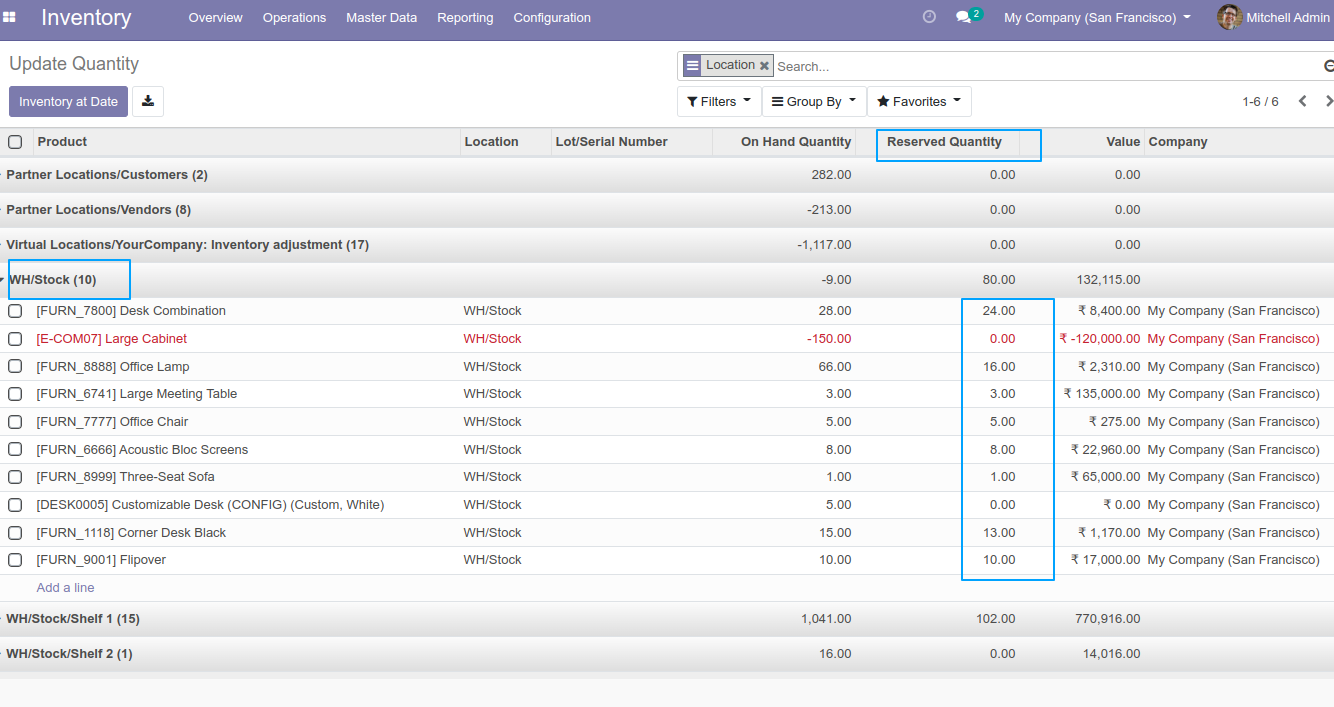 Inventory Overview Operations Master Data Reporting Configuration 2 My Company (San Francisco) Mitchell Admin
Update Quantity Location Search...
Inventory at Date Filters Group By Favorites 1-6 / 6
Product Location Lot/Serial Number On Hand Quantity Reserved Quantity Value Company
Partner Locations/Customers (2) 282.00 0.00 0.00
Partner Locations/Vendors (8) -213.00 0.00 0.00
Virtual Locations/YourCompany: Inventory adjustment (17) -1,117.00 0.00 0.00
WH/Stock (10) -9.00 80.00 132,115.00
[FURN_7800] Desk Combination WH/Stock 28.00 24.00 ₹ 8,400.00 My Company (San Francisco)
[E-COM07] Large Cabinet WH/Stock -150.00 0.00 ₹ -120,000.00 My Company (San Francisco)
[FURN_8888] Office Lamp WH/Stock 66.00 16.00 ₹ 2,310.00 My Company (San Francisco)
[FURN_6741] Large Meeting Table WH/Stock 3.00 3.00 ₹ 135,000.00 My Company (San Francisco)
[FURN_7777] Office Chair WH/Stock 5.00 5.00 ₹ 275.00 My Company (San Francisco)
[FURN_6666] Acoustic Bloc Screens WH/Stock 8.00 8.00 ₹ 22,960.00 My Company (San Francisco)
[FURN_8999] Three-Seat Sofa WH/Stock 1.00 1.00 ₹ 65,000.00 My Company (San Francisco)
[DESK0005] Customizable Desk (CONFIG) (Custom, White) WH/Stock 5.00 0.00 ₹ 0.00 My Company (San Francisco)
[FURN_1118] Corner Desk Black WH/Stock 15.00 13.00 ₹ 1,170.00 My Company (San Francisco)
[FURN_9001] Flipover WH/Stock 10.00 10.00 ₹ 17,000.00 My Company (San Francisco)
Add a line
WH/Stock/Shelf 1 (15) 1,041.00 102.00 770,916.00
WH/Stock/Shelf 2 (1) 16.00 0.00 14,016.00